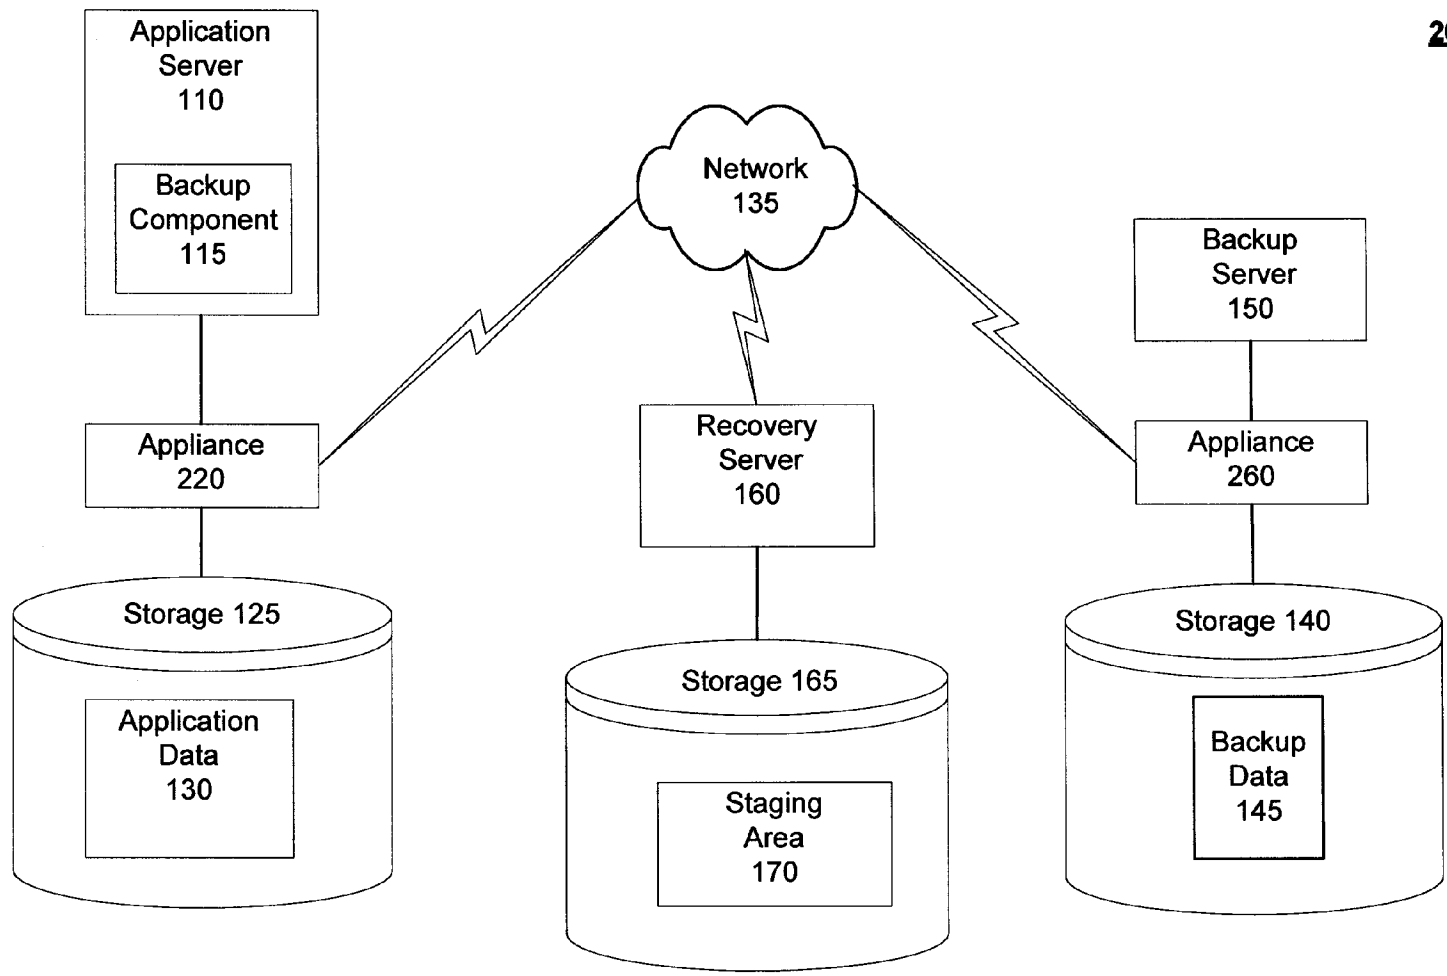 Application
Server
110
Backup
Component
115
Network
135
Backup
Server
150
Appliance
220
Recovery
Server
160
Appliance
260
Storage 125
Storage 165
Storage 140
Application
Data
130
Staging
Area
170
Backup
Data
145